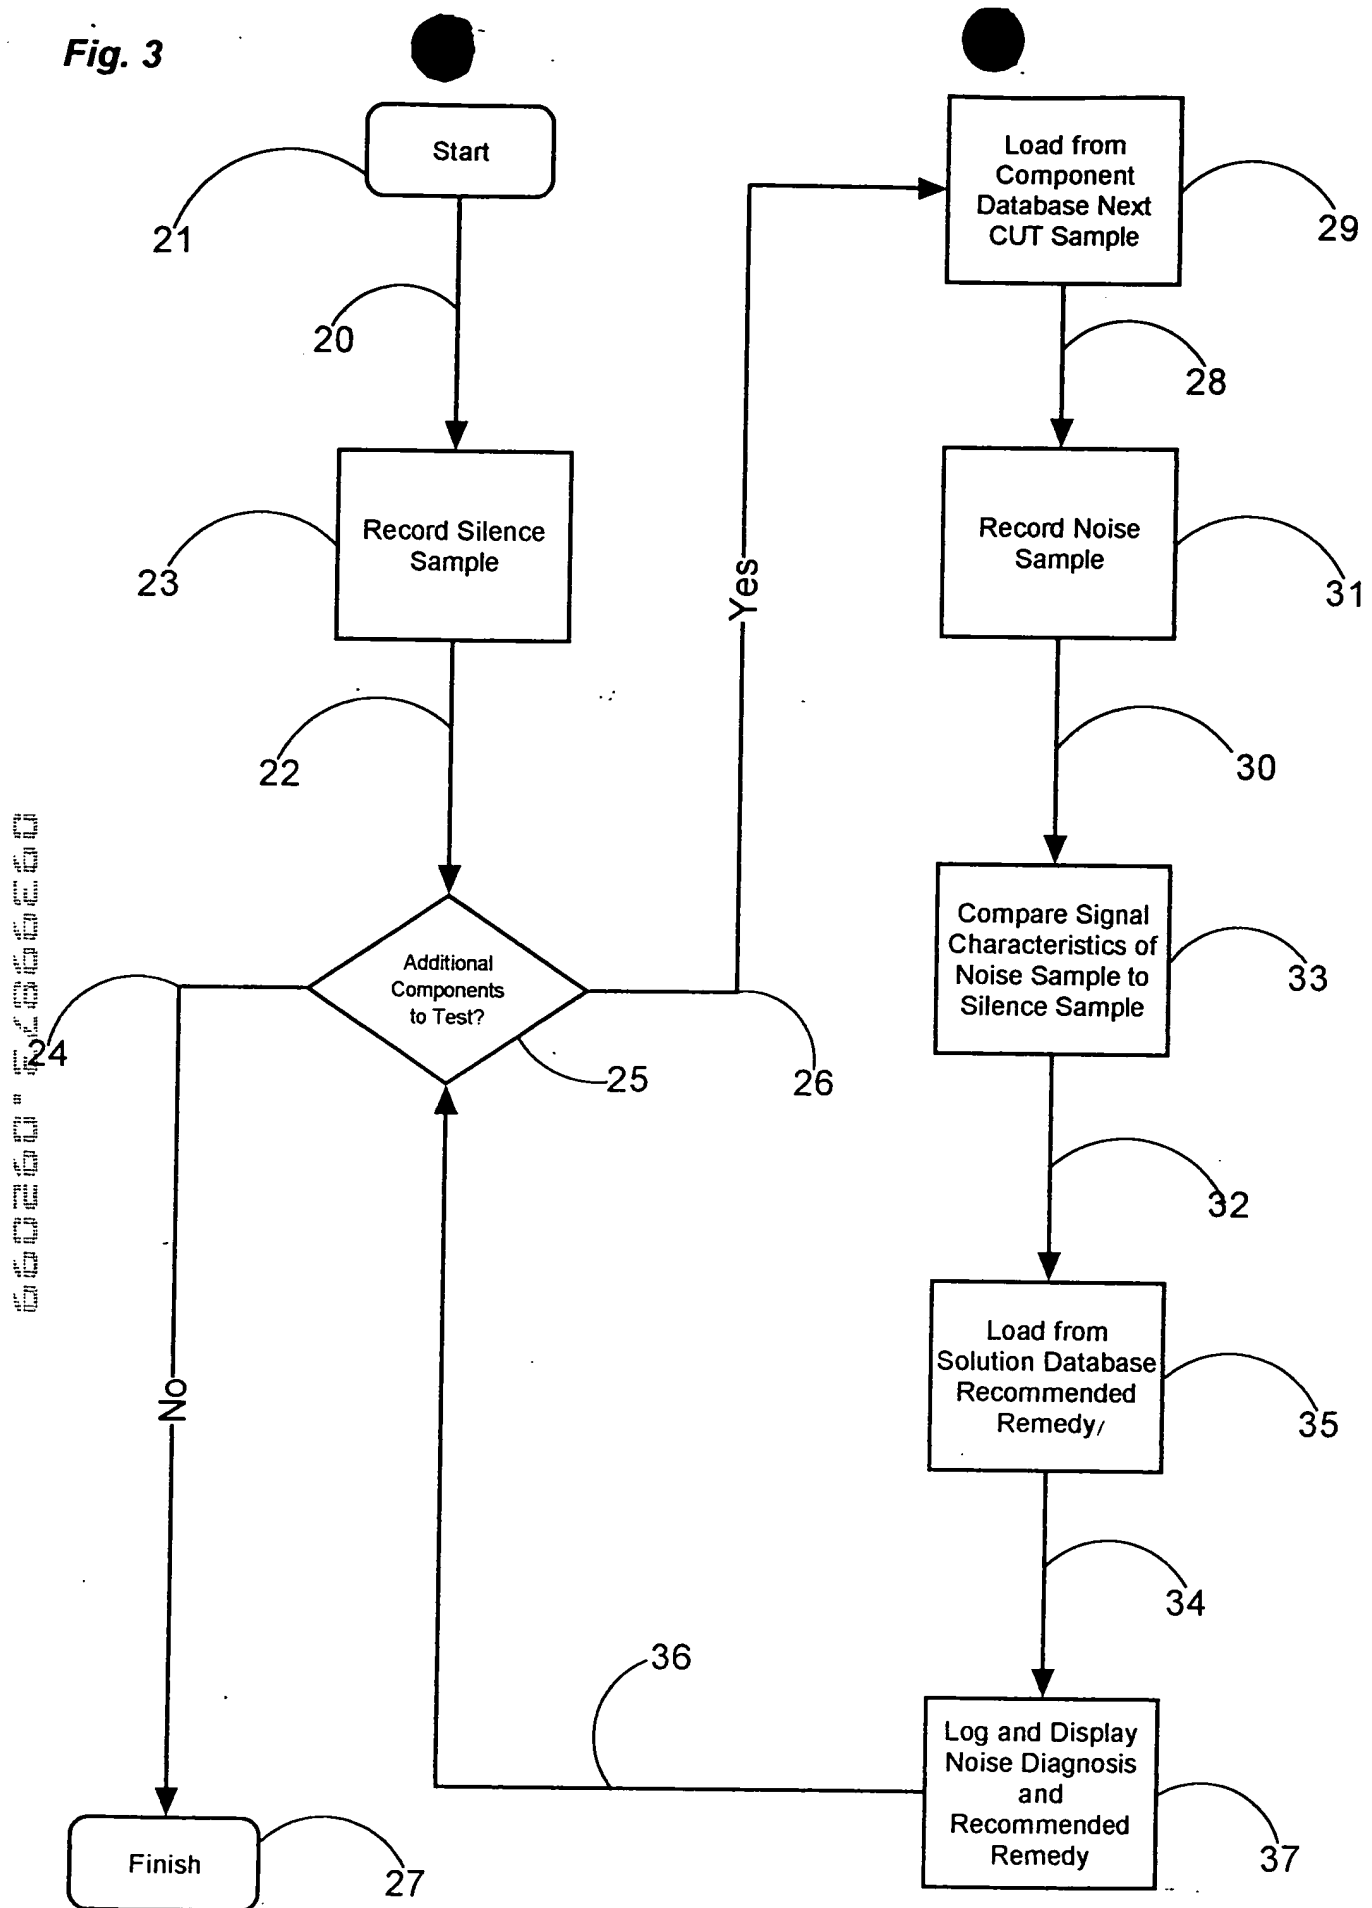 Fig. 3
Start
21
20
Record Silence
Sample
23
22
Additional
Components
to Test?
24
25
26
No
Yes
Finish
27
Load from
Component
Database Next
CUT Sample
29
28
Record Noise
Sample
31
30
Compare Signal
Characteristics of
Noise Sample to
Silence Sample
33
32
Load from
Solution Database
Recommended
Remedy
35
34
Log and Display
Noise Diagnosis
and
Recommended
Remedy
37
36